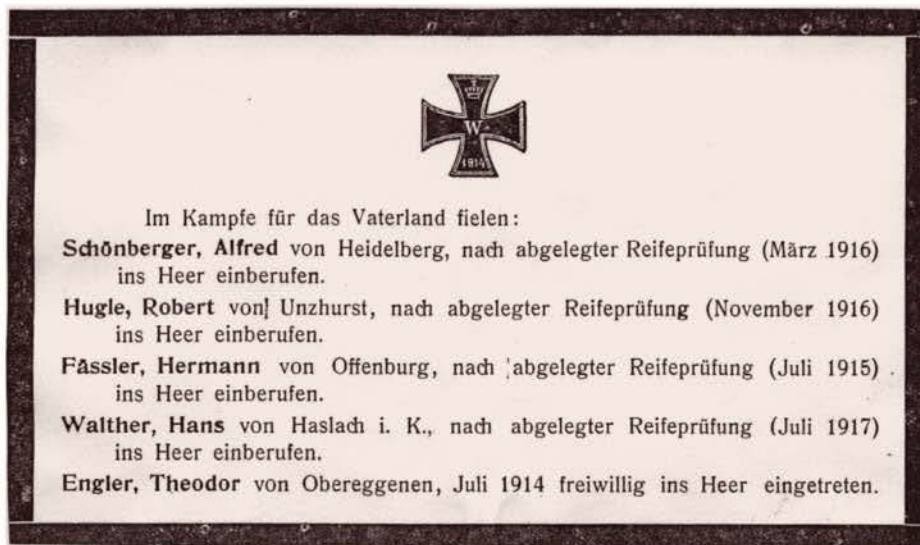 W
1914
Im Kampfe für das Vaterland fielen:
Schönberger, Alfred von Heidelberg, nach abgelegter Reifeprüfung (März 1916)
ins Heer einberufen.
Hugle, Robert von Unzhurst, nach abgelegter Reifeprüfung (November 1916)
ins Heer einberufen.
Fässler, Hermann von Offenburg, nach abgelegter Reifeprüfung (Juli 1915)
ins Heer einberufen.
Walther, Hans von Haslach i. K., nach abgelegter Reifeprüfung (Juli 1917)
ins Heer einberufen.
Engler, Theodor von Obereggenen, Juli 1914 freiwillig ins Heer eingetreten.